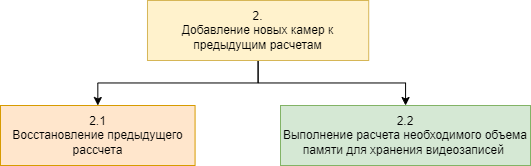 2.
Добавление новых камер к
предыдущим расчетам
2.1
Восстановление предыдущего
рассчета
2.2
Выполнение расчета необходимого объема
памяти для хранения видеозаписей